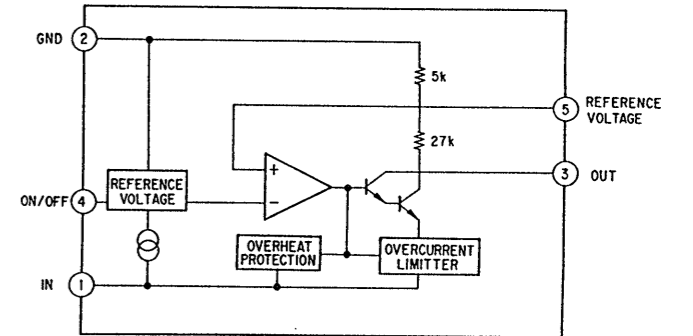 GND 2
5k
5 REFERENCE
VOLTAGE
27k
3 OUT
REFERENCE
VOLTAGE
ON/OFF 4
+
-
OVERHEAT
PROTECTION
OVERCURRENT
LIMITTER
IN 1